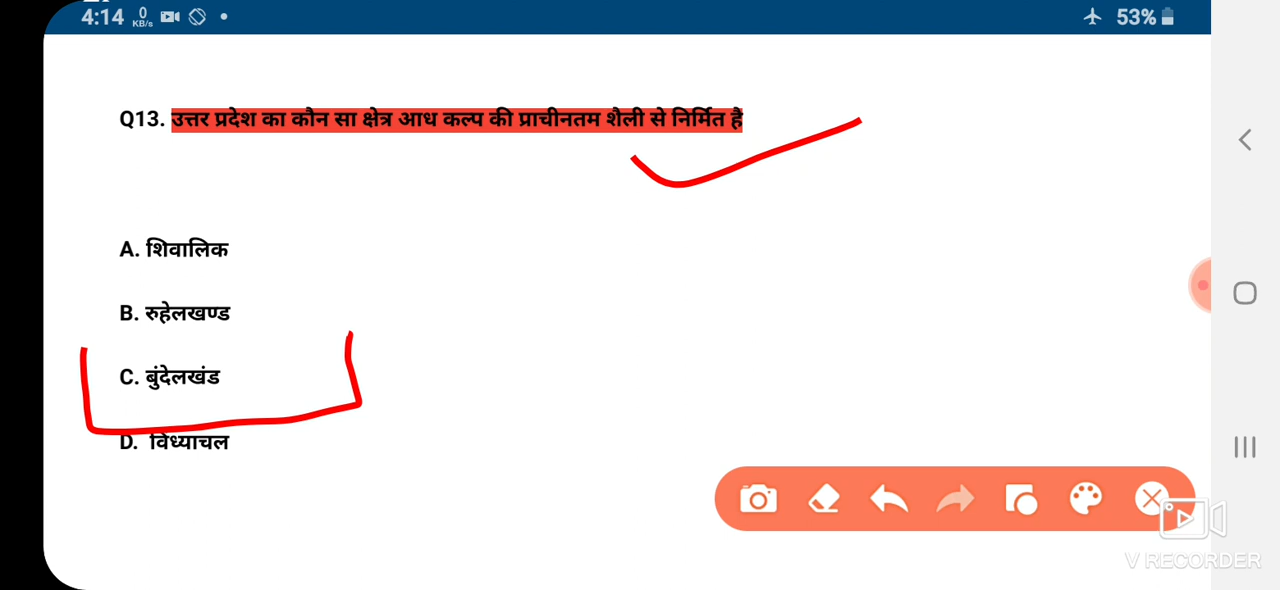 4:14 0 KB/s 53%
Q13. उत्तर प्रदेश का कौन सा क्षेत्र आध कल्प की प्राचीनतम शैली से निर्मित है
A. शिवालिक
B. रुहेलखण्ड
C. बुंदेलखंड
D. विध्याचल
V RECORDER